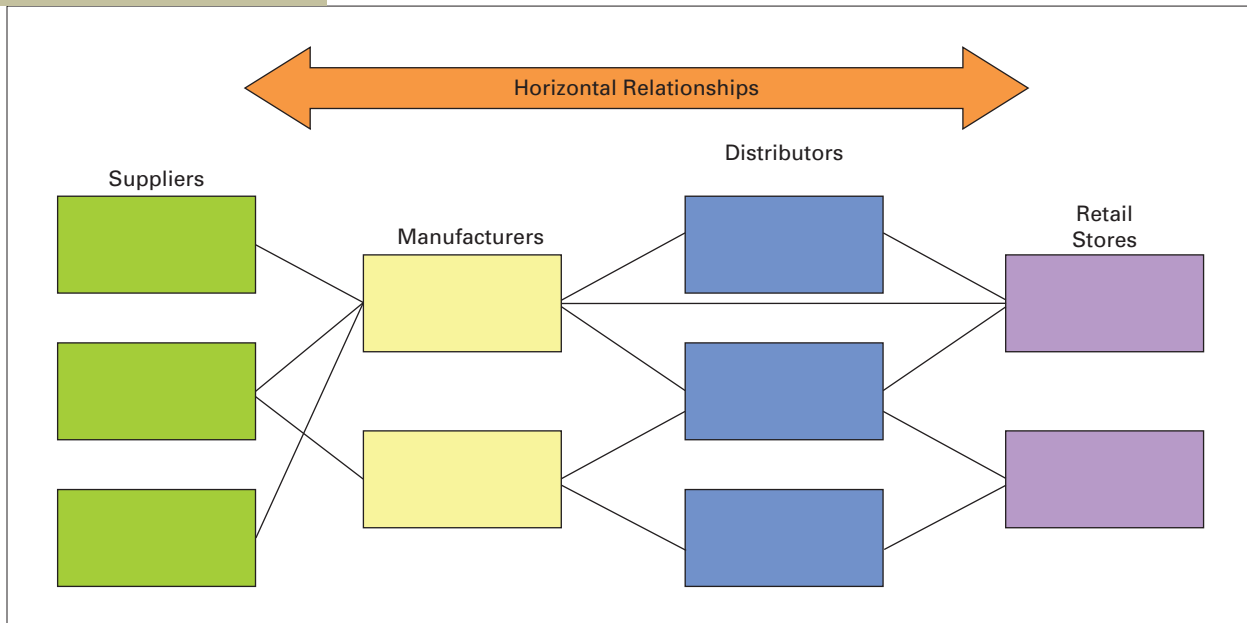 Horizontal Relationships
Distributors
Suppliers
Manufacturers
Retail
Stores